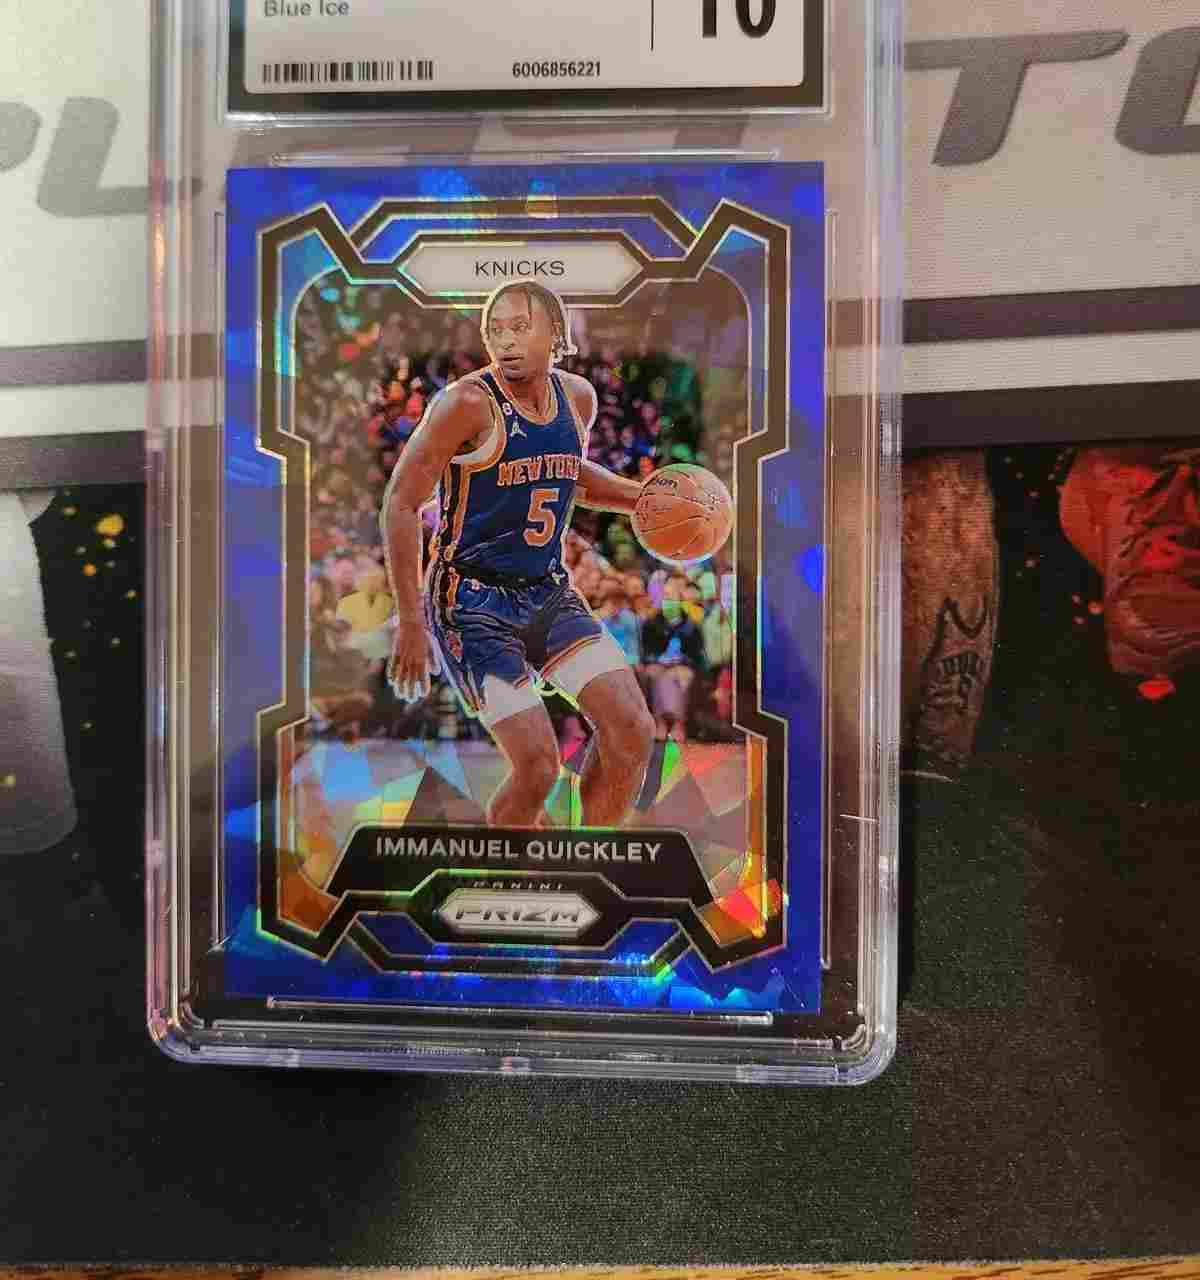 Blue Ice
10
6006856221
KNICKS
NEW YORK
5
IMMANUEL QUICKLEY
PANINI
PRIZM